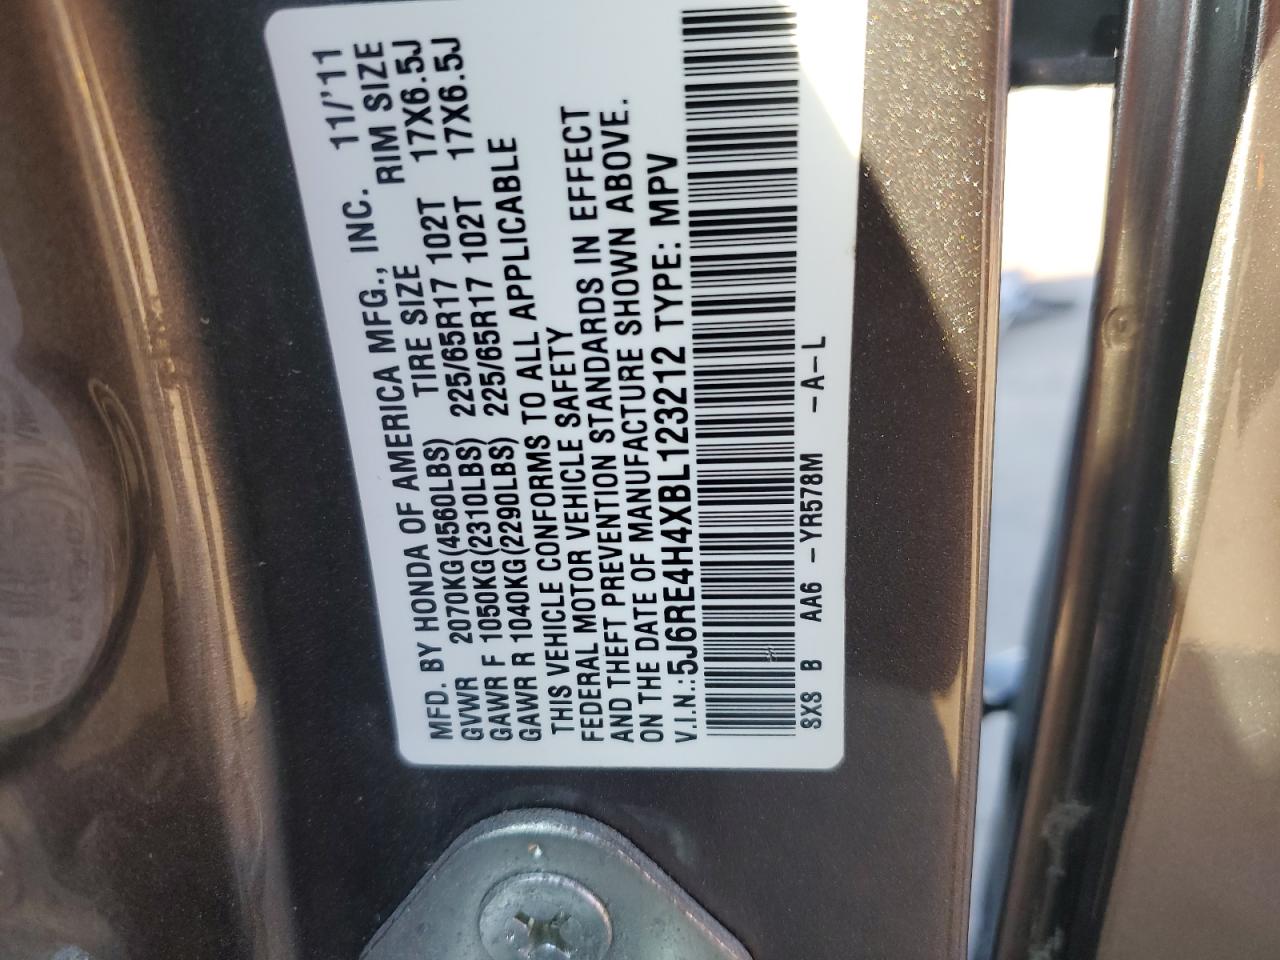 MFD. BY HONDA OF AMERICA MFG., INC. 11/'11
TIRE SIZE RIM SIZE
GVWR 2070KG(4560LBS)
GAWR F 1050KG(2310LBS) 225/65R17 102T 17X6.5J
GAWR R 1040KG(2290LBS) 225/65R17 102T 17X6.5J
THIS VEHICLE CONFORMS TO ALL APPLICABLE
FEDERAL MOTOR VEHICLE SAFETY
AND THEFT PREVENTION STANDARDS IN EFFECT
ON THE DATE OF MANUFACTURE SHOWN ABOVE.
V.I.N.:5J6RE4H4XBL123212 TYPE: MPV
SXS B AA6 -YR578M -A-L